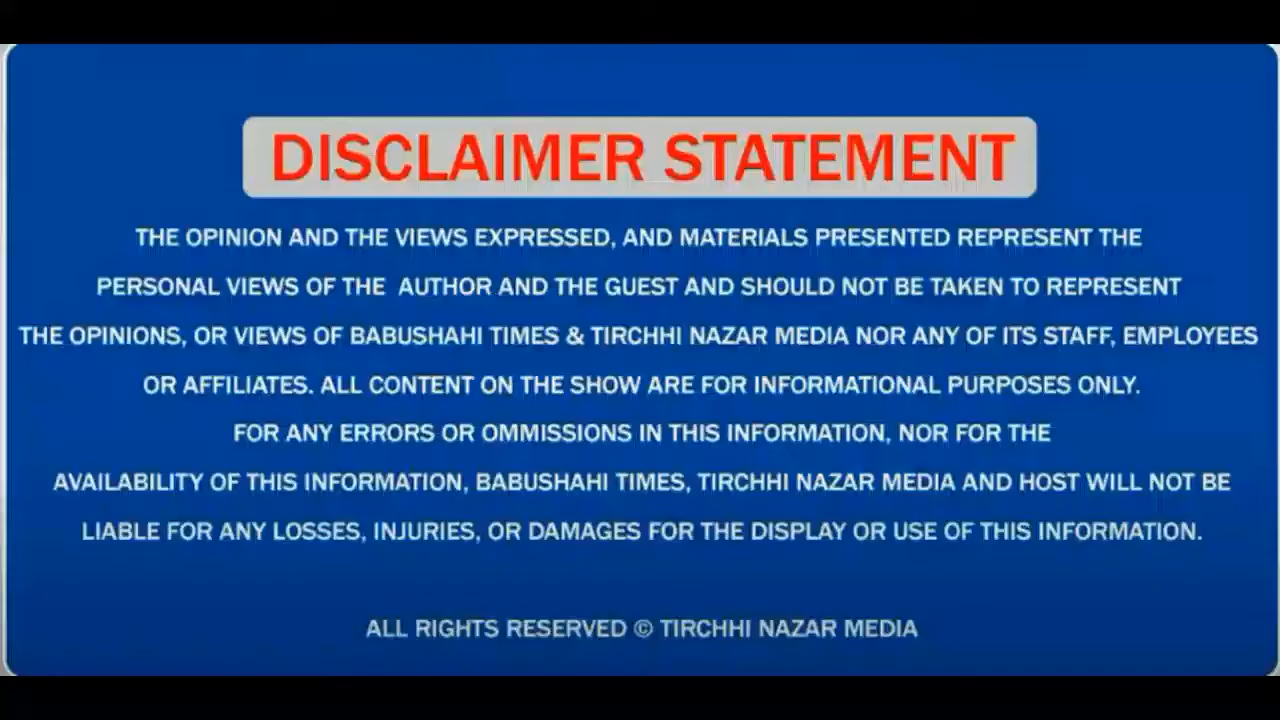 DISCLAIMER STATEMENT
THE OPINION AND THE VIEWS EXPRESSED, AND MATERIALS PRESENTED REPRESENT THE
PERSONAL VIEWS OF THE AUTHOR AND THE GUEST AND SHOULD NOT BE TAKEN TO REPRESENT
THE OPINIONS, OR VIEWS OF BABUSHAHI TIMES & TIRCHHI NAZAR MEDIA NOR ANY OF ITS STAFF, EMPLOYEES
OR AFFILIATES. ALL CONTENT ON THE SHOW ARE FOR INFORMATIONAL PURPOSES ONLY.
FOR ANY ERRORS OR OMMISSIONS IN THIS INFORMATION, NOR FOR THE
AVAILABILITY OF THIS INFORMATION, BABUSHAHI TIMES, TIRCHHI NAZAR MEDIA AND HOST WILL NOT BE
LIABLE FOR ANY LOSSES, INJURIES, OR DAMAGES FOR THE DISPLAY OR USE OF THIS INFORMATION.
ALL RIGHTS RESERVED © TIRCHHI NAZAR MEDIA